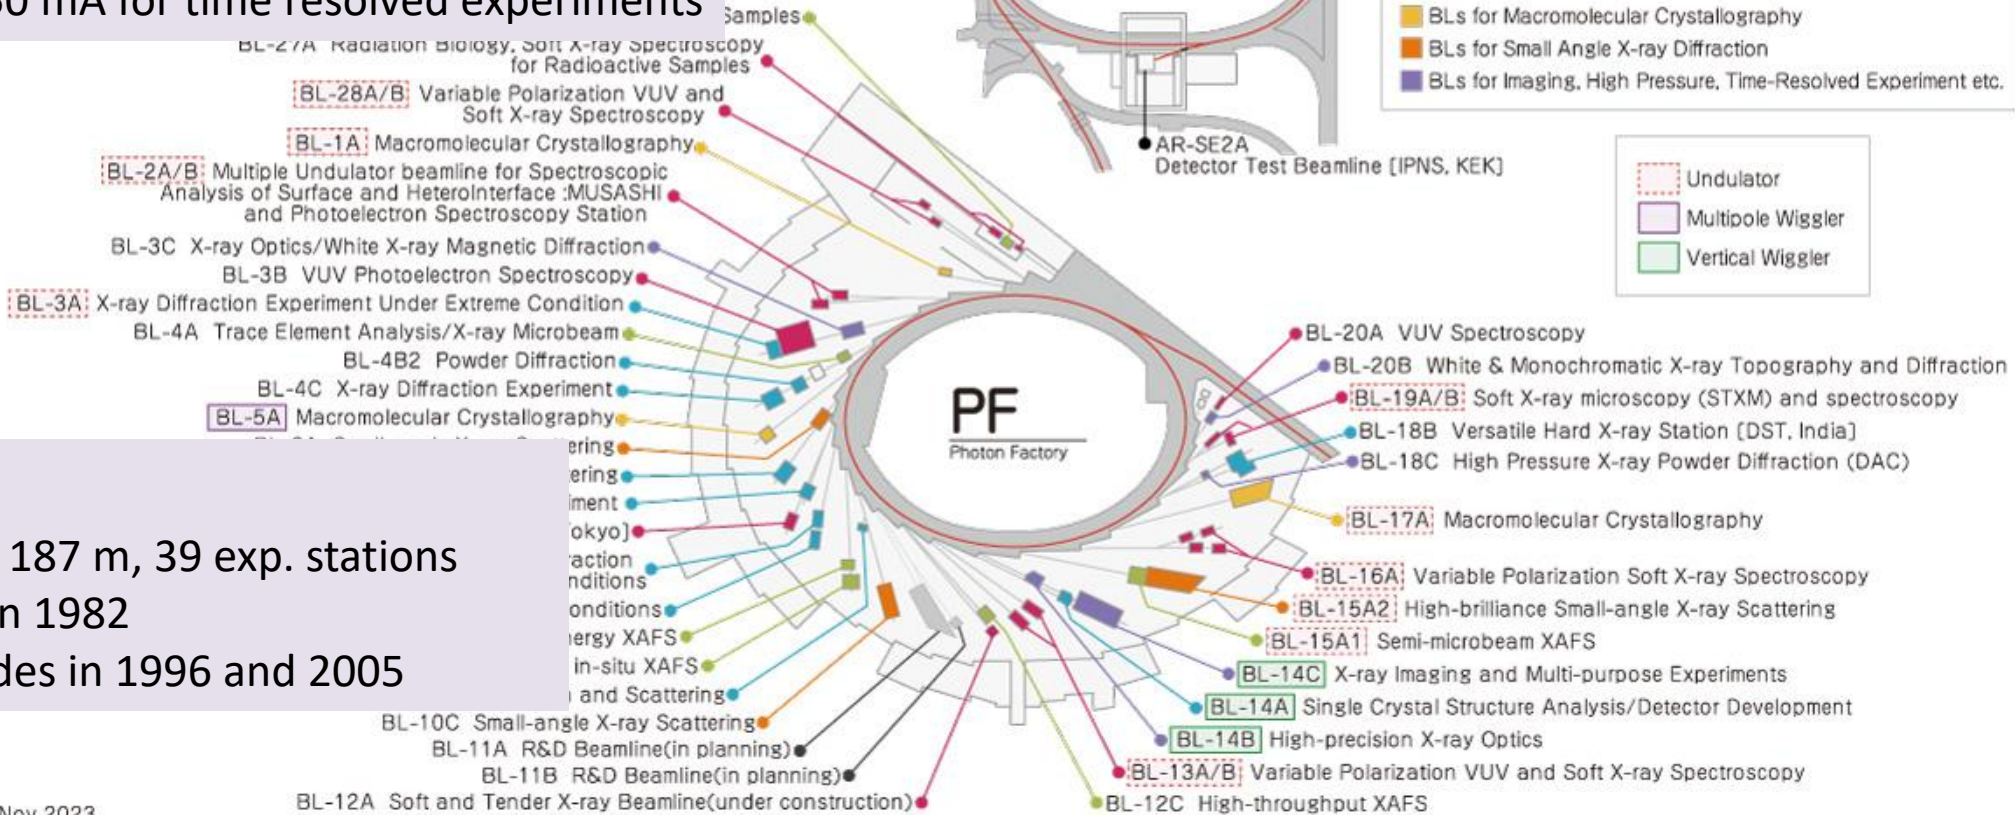 30 mA for time resolved experiments
Samples
BL-27A Radiation Biology, Soft X-ray Spectroscopy
for Radioactive Samples
BL-28A/B Variable Polarization VUV and
Soft X-ray Spectroscopy
BL-1A Macromolecular Crystallography
BL-2A/B Multiple Undulator beamline for Spectroscopic
Analysis of Surface and HeteroInterface :MUSASHI
and Photoelectron Spectroscopy Station
BL-3C X-ray Optics/White X-ray Magnetic Diffraction
BL-3B VUV Photoelectron Spectroscopy
BL-3A X-ray Diffraction Experiment Under Extreme Condition
BL-4A Trace Element Analysis/X-ray Microbeam
BL-4B2 Powder Diffraction
BL-4C X-ray Diffraction Experiment
BL-5A Macromolecular Crystallography
ering
ering
iment
okyo]
raction
nditions
onditions
nergy XAFS
in-situ XAFS
and Scattering
BL-10C Small-angle X-ray Scattering
BL-11A R&D Beamline(in planning)
BL-11B R&D Beamline(in planning)
BL-12A Soft and Tender X-ray Beamline(under construction)
187 m, 39 exp. stations
n 1982
des in 1996 and 2005
Nov 2023
PF
Photon Factory
AR-SE2A
Detector Test Beamline [IPNS, KEK]
BLs for Macromolecular Crystallography
BLs for Small Angle X-ray Diffraction
BLs for Imaging, High Pressure, Time-Resolved Experiment etc.
Undulator
Multipole Wiggler
Vertical Wiggler
BL-20A VUV Spectroscopy
BL-20B White & Monochromatic X-ray Topography and Diffraction
BL-19A/B Soft X-ray microscopy (STXM) and spectroscopy
BL-18B Versatile Hard X-ray Station [DST, India]
BL-18C High Pressure X-ray Powder Diffraction (DAC)
BL-17A Macromolecular Crystallography
BL-16A Variable Polarization Soft X-ray Spectroscopy
BL-15A2 High-brilliance Small-angle X-ray Scattering
BL-15A1 Semi-microbeam XAFS
BL-14C X-ray Imaging and Multi-purpose Experiments
BL-14A Single Crystal Structure Analysis/Detector Development
BL-14B High-precision X-ray Optics
BL-13A/B Variable Polarization VUV and Soft X-ray Spectroscopy
BL-12C High-throughput XAFS